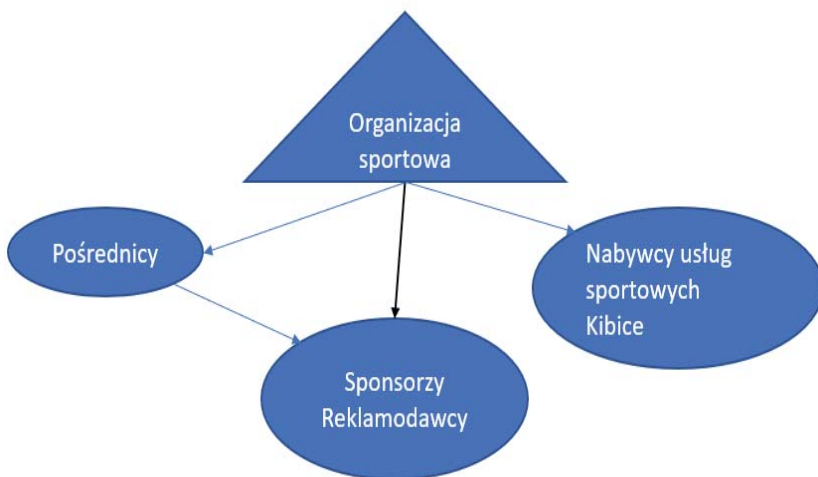 Organizacja
sportowa
Pośrednicy
Nabywcy usług
sportowych
Kibice
Sponsorzy
Reklamodawcy